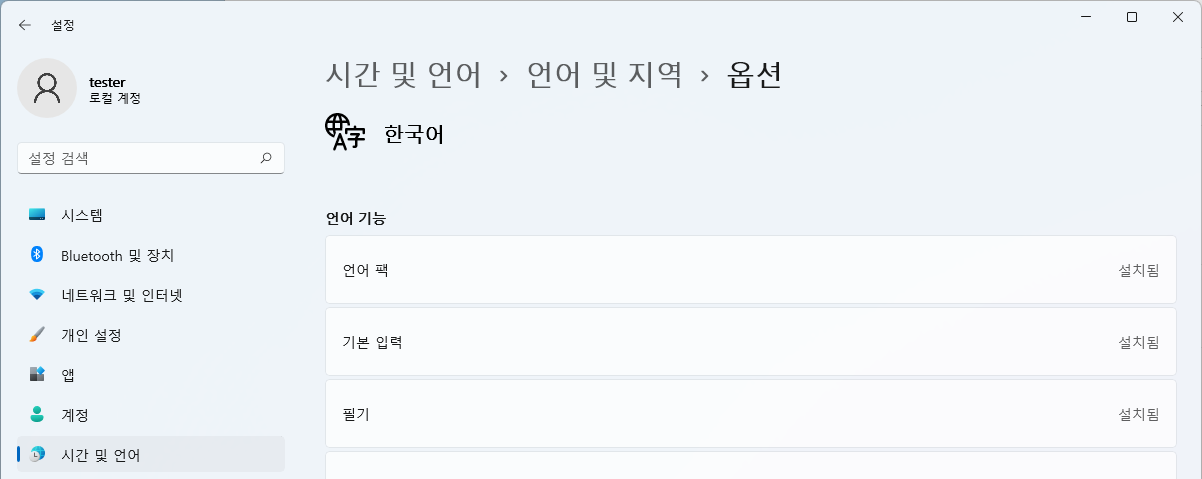 설정
tester
로컬 계정
설정 검색
시스템
Bluetooth 및 장치
네트워크 및 인터넷
개인 설정
앱
계정
시간 및 언어
시간 및 언어 › 언어 및 지역 › 옵션
한국어
언어 기능
언어 팩 설치됨
기본 입력 설치됨
필기 설치됨